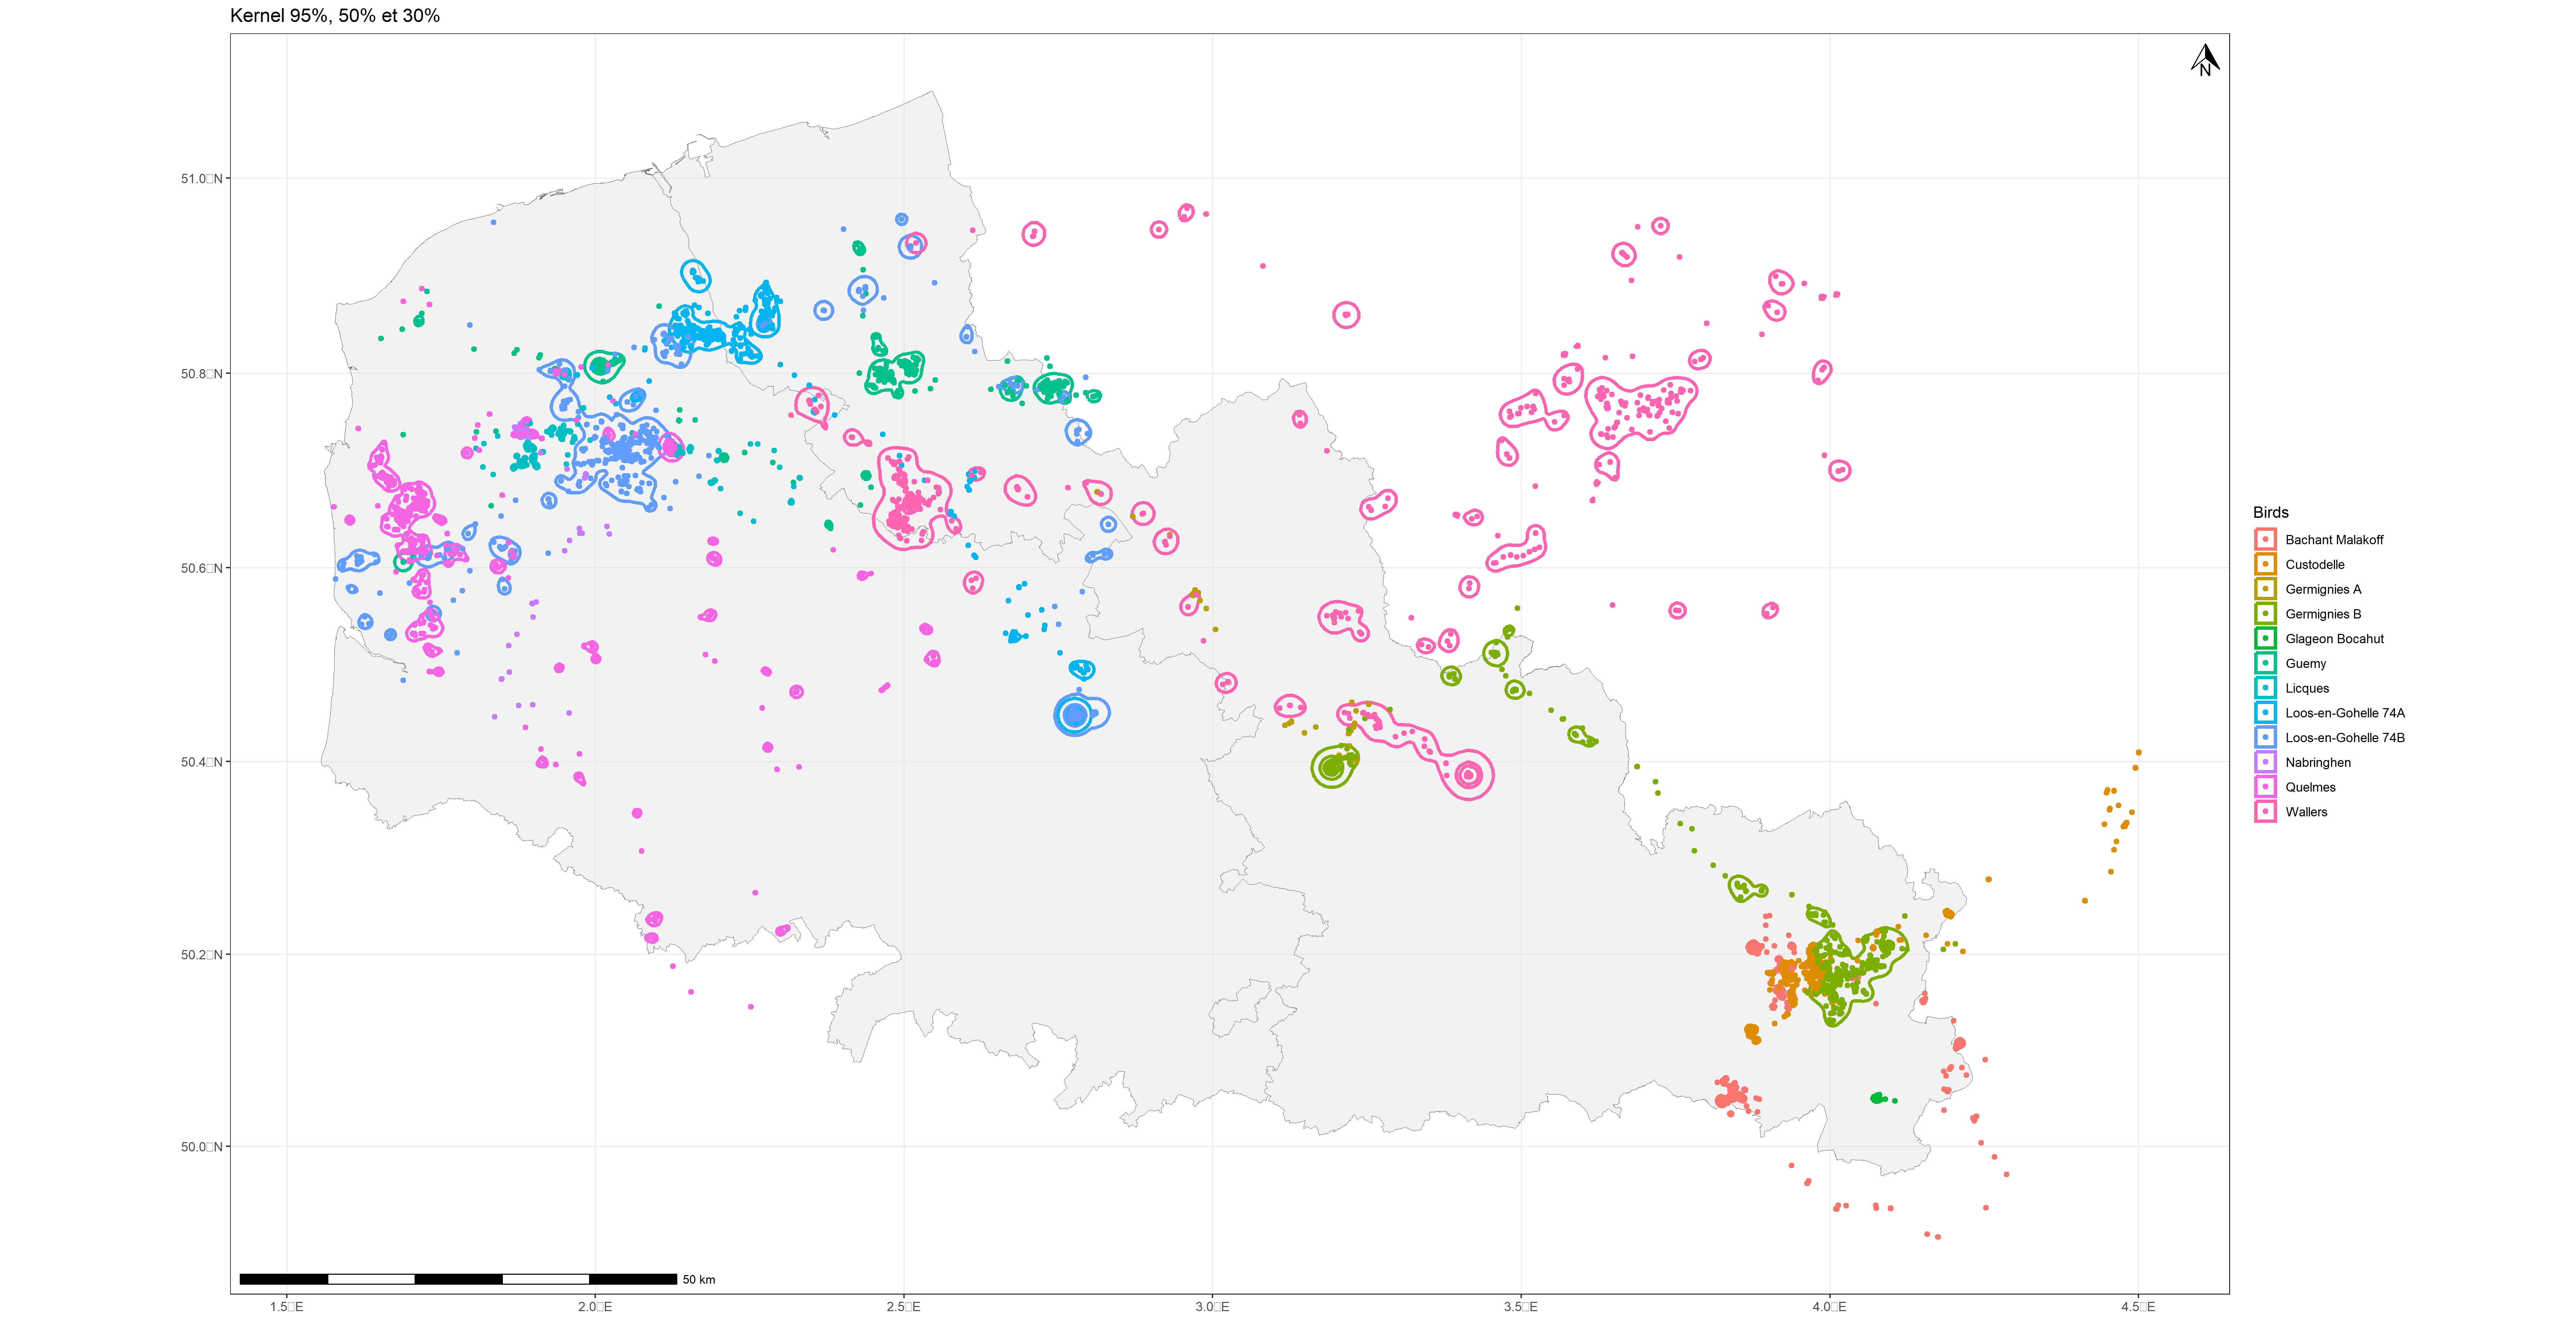 Kernel 95%, 50% et 30%
N
51.0□N
50.8□N
50.6□N
50.4□N
50.2□N
50.0□N
50 km
1.5□E
2.0□E
2.5□E
3.0□E
3.5□E
4.0□E
4.5□E
Birds
Bachant Malakoff
Custodelle
Germignies A
Germignies B
Glageon Bocahut
Guemy
Licques
Loos-en-Gohelle 74A
Loos-en-Gohelle 74B
Nabringhen
Quelmes
Wallers